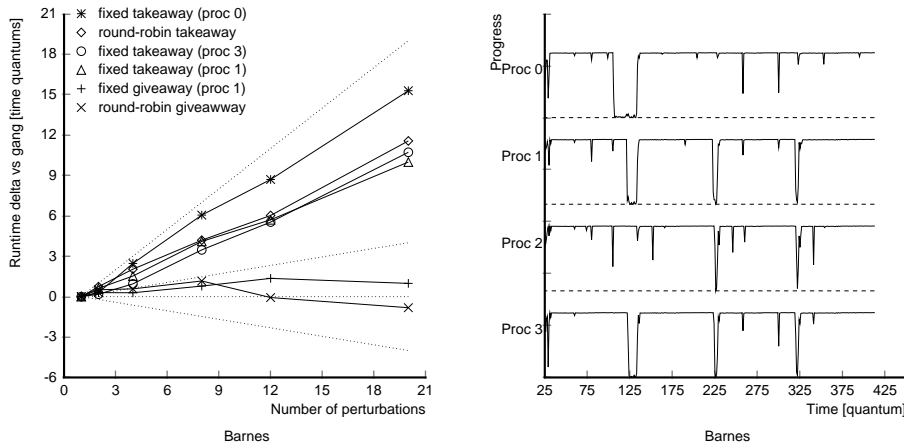 21
18
15
12
9
6
3
0
-3
-6
Runtime delta vs gang [time quantums]
fixed takeaway (proc 0)
round-robin takeaway
fixed takeaway (proc 3)
fixed takeaway (proc 1)
fixed giveaway (proc 1)
round-robin giveawway
0 3 6 9 12 15 18 21
Number of perturbations
Barnes
Progress
Proc 0
Proc 1
Proc 2
Proc 3
25 75 125 175 225 275 325 375 425
Time [quantum]
Barnes